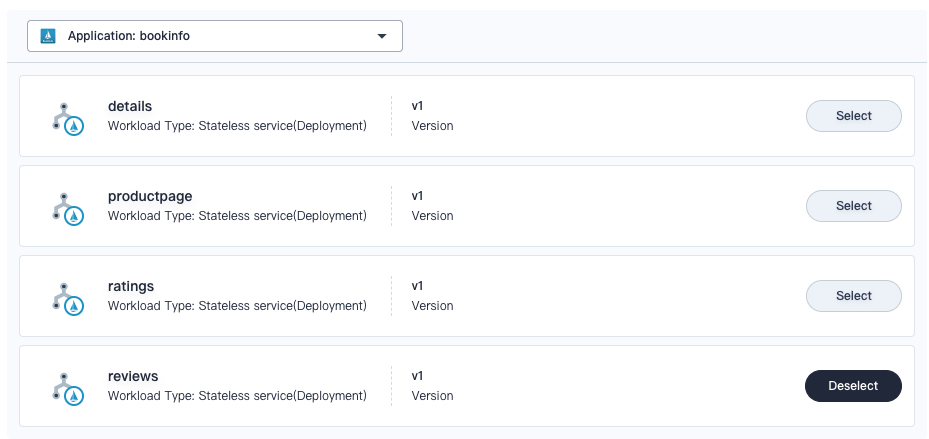 Application: bookinfo
details
Workload Type: Stateless service(Deployment)
v1
Version
Select
productpage
Workload Type: Stateless service(Deployment)
v1
Version
Select
ratings
Workload Type: Stateless service(Deployment)
v1
Version
Select
reviews
Workload Type: Stateless service(Deployment)
v1
Version
Deselect